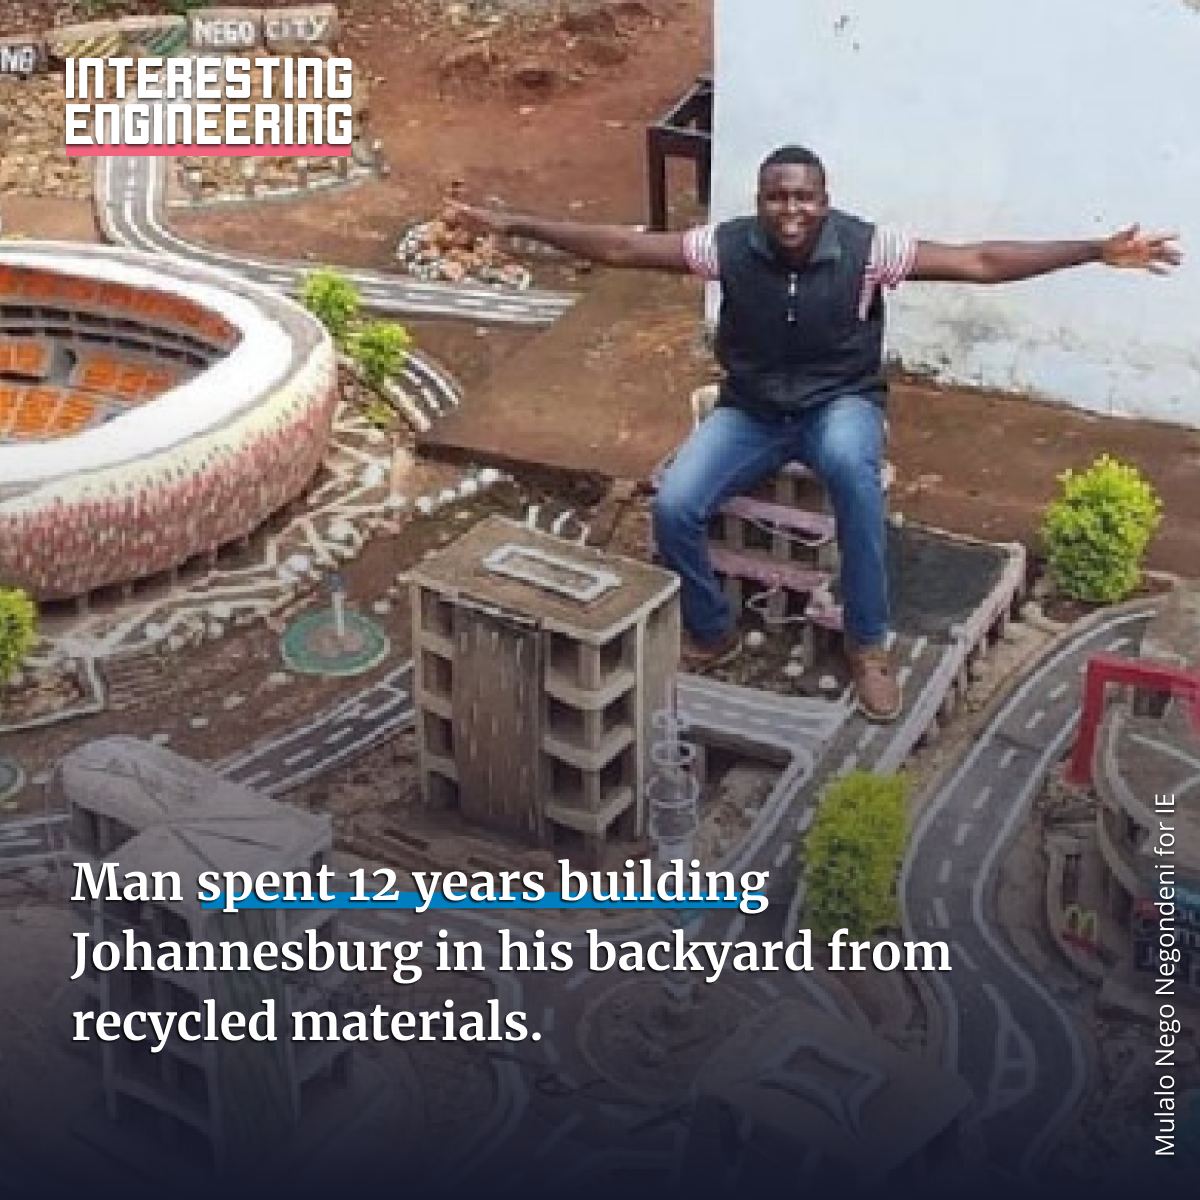 NEGO CITY
INTERESTING
ENGINEERING
Man spent 12 years building
Johannesburg in his backyard from
recycled materials.
Mulalo Nego Negondeni for IE